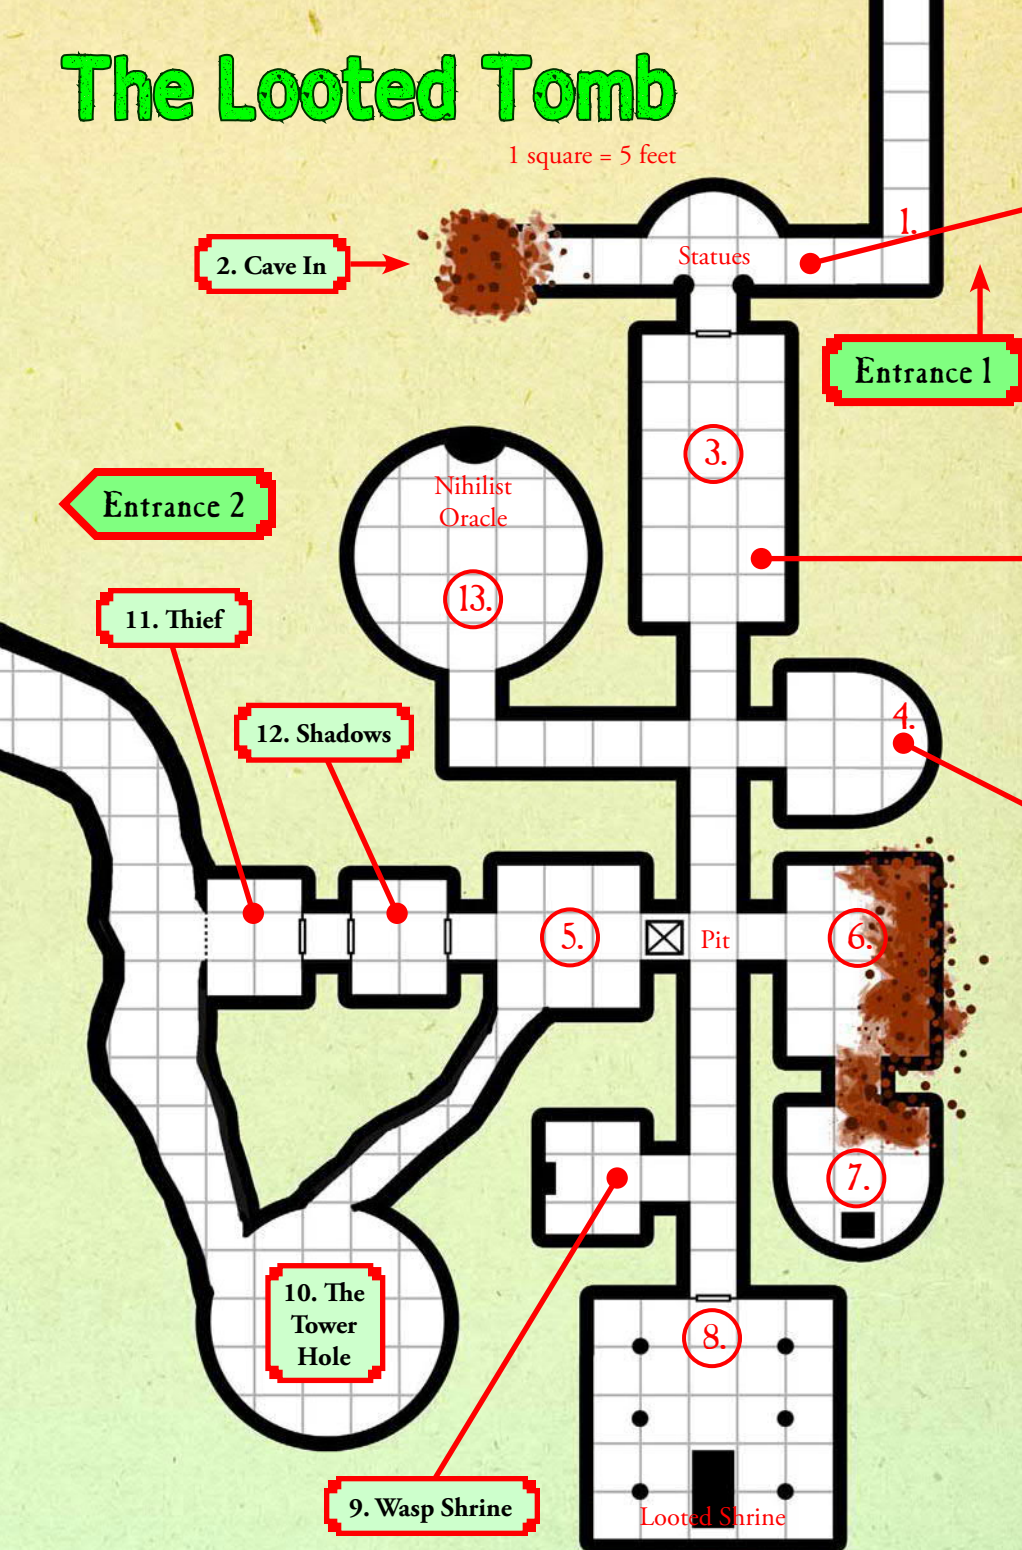 The Looted Tomb
1 square = 5 feet
1.
Statues
2. Cave In
Entrance 1
3.
Nihilist
Oracle
Entrance 2
13.
11. Thief
4.
12. Shadows
5.
Pit
6.
7.
10. The
Tower
Hole
8.
9. Wasp Shrine
Looted Shrine